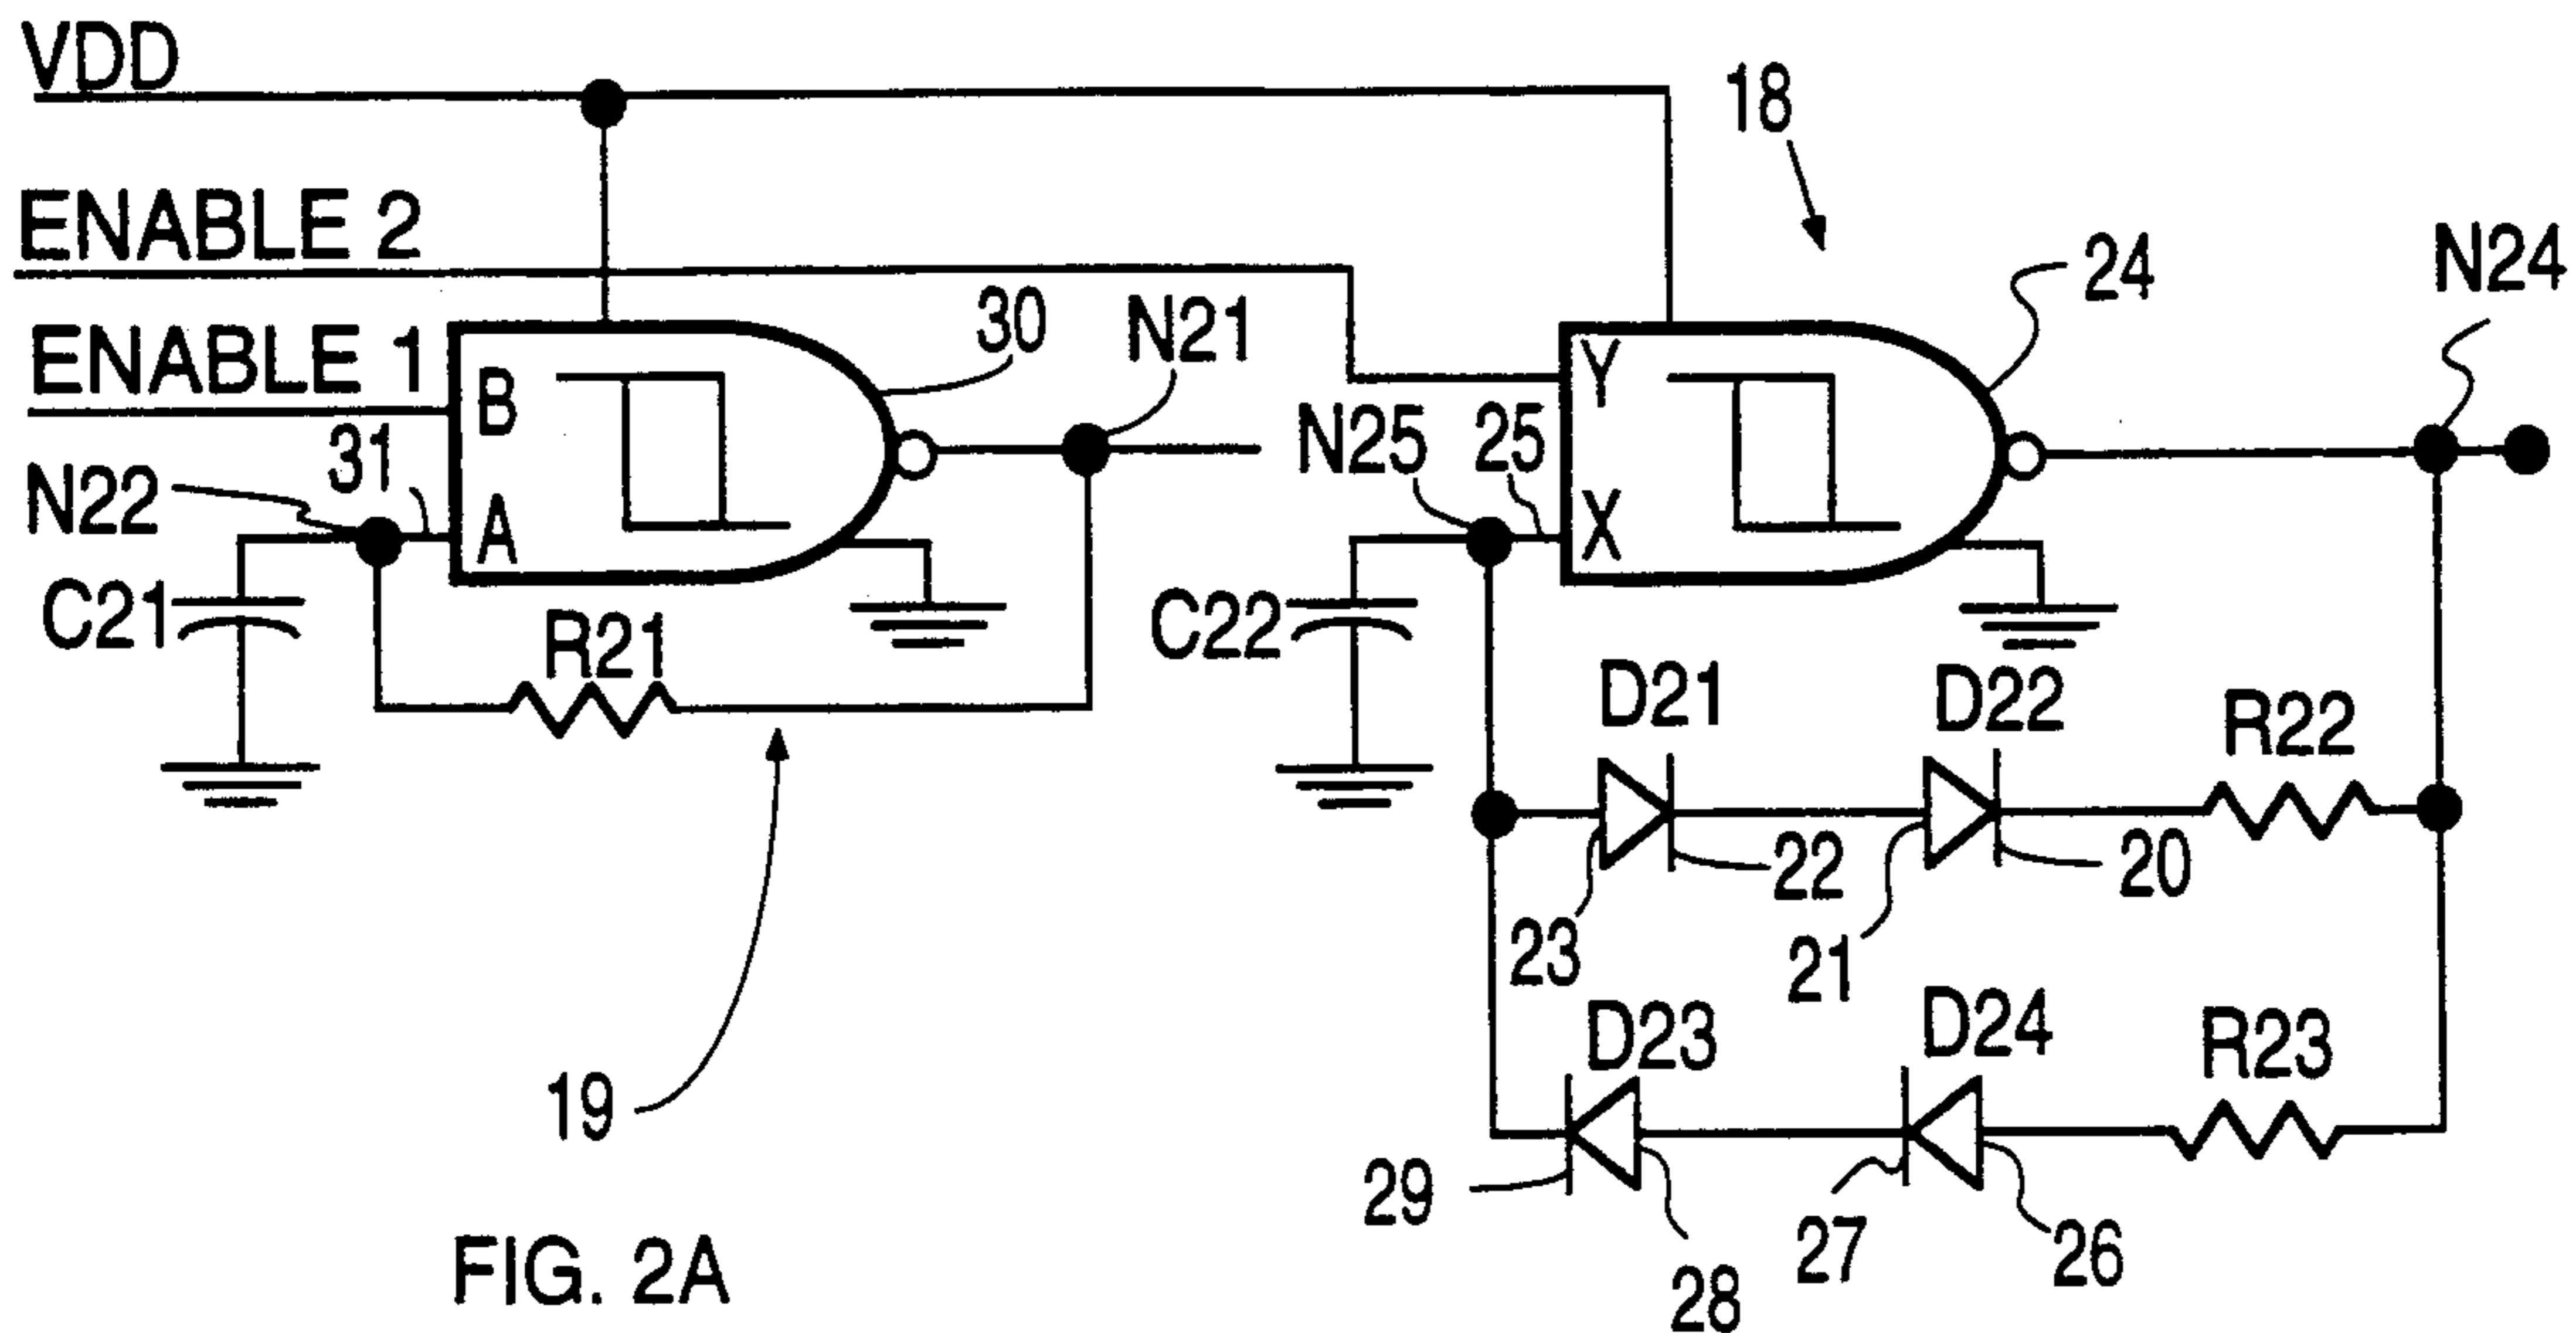 VDD
18
ENABLE 2
24
N24
ENABLE 1
30
N21
B
Y
N25
25
31
N22
A
X
C21
R21
C22
D21
D22
R22
22
20
23
21
D23
D24
R23
19
29
27
26
28
FIG. 2A